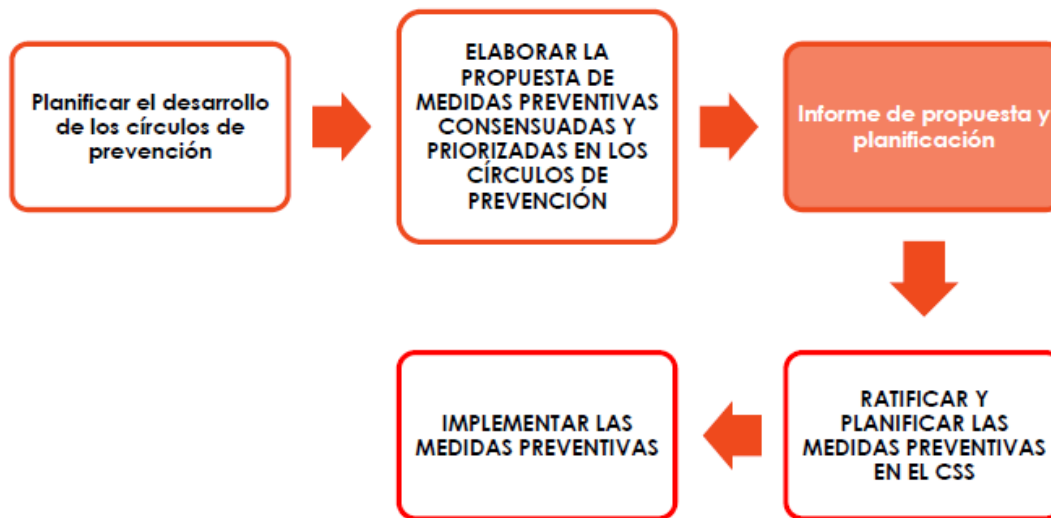 Planificar el desarrollo
de los círculos de
prevención
ELABORAR LA
PROPUESTA DE
MEDIDAS PREVENTIVAS
CONSENSUADAS Y
PRIORIZADAS EN LOS
CÍRCULOS DE
PREVENCIÓN
Informe de propuesta y
planificación
RATIFICAR Y
PLANIFICAR LAS
MEDIDAS PREVENTIVAS
EN EL CSS
IMPLEMENTAR LAS
MEDIDAS PREVENTIVAS